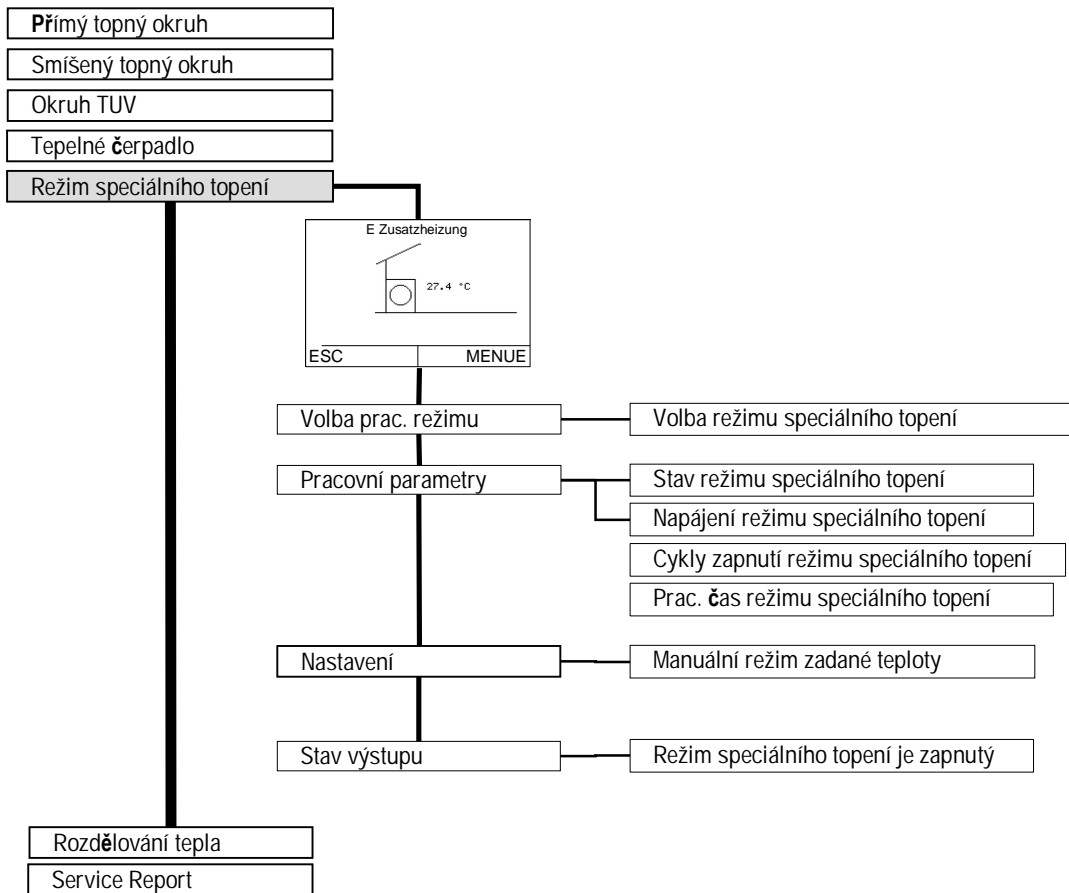 Přímý topný okruh
Smíšený topný okruh
Okruh TUV
Tepelné čerpadlo
Režim speciálního topení
E Zusatzheizung
27.4 °C
ESC MENUE
Volba prac. režimu
Volba režimu speciálního topení
Pracovní parametry
Stav režimu speciálního topení
Napájení režimu speciálního topení
Cykly zapnutí režimu speciálního topení
Prac. čas režimu speciálního topení
Nastavení
Manuální režim zadané teploty
Stav výstupu
Režim speciálního topení je zapnutý
Rozdělování tepla
Service Report